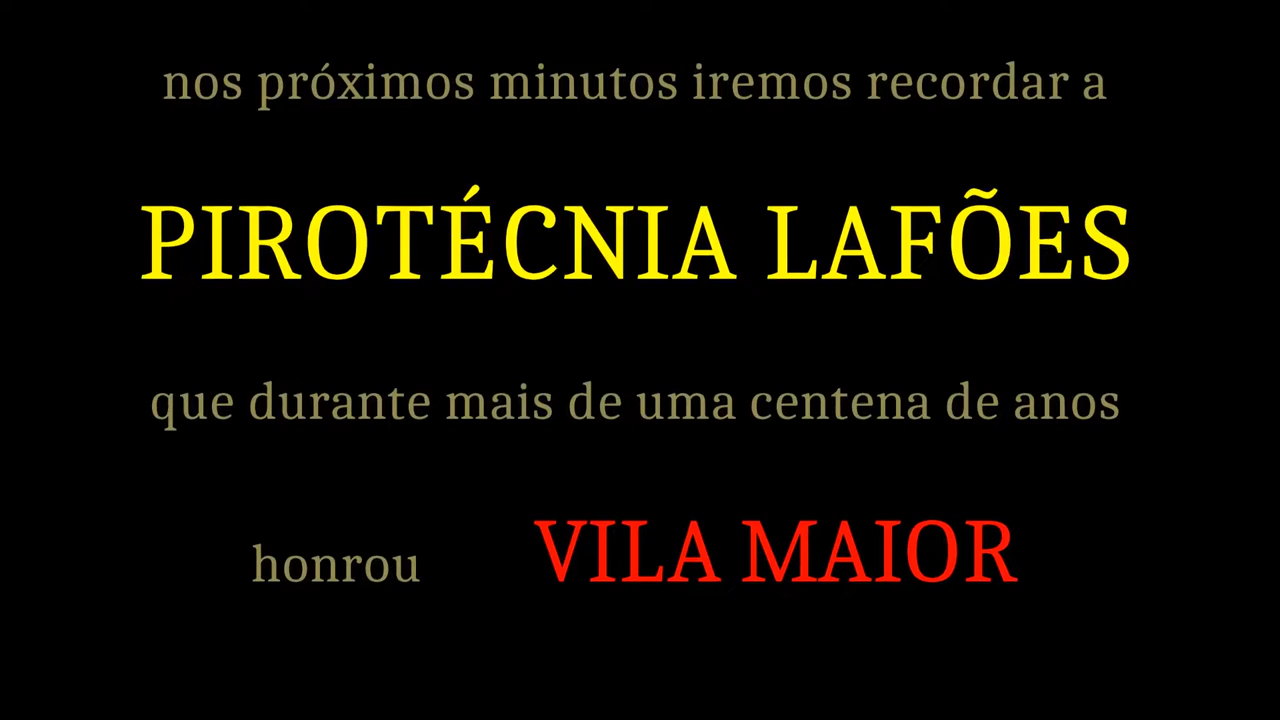 nos próximos minutos iremos recordar a
PIROTÉCNIA LAFÕES
que durante mais de uma centena de anos
honrou VILA MAIOR